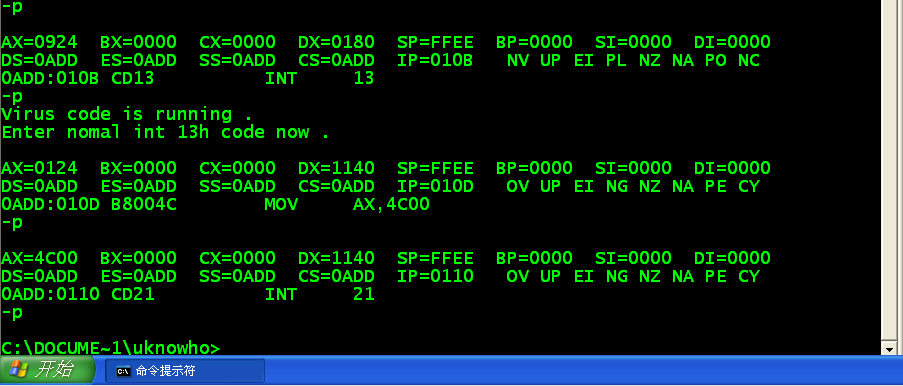 -p
AX=0924 BX=0000 CX=0000 DX=0180 SP=FFEE BP=0000 SI=0000 DI=0000
DS=0ADD ES=0ADD SS=0ADD CS=0ADD IP=010B NV UP EI PL NZ NA PO NC
0ADD:010B CD13 INT 13
-p
Virus code is running .
Enter nomal int 13h code now .
AX=0124 BX=0000 CX=0000 DX=1140 SP=FFEE BP=0000 SI=0000 DI=0000
DS=0ADD ES=0ADD SS=0ADD CS=0ADD IP=010D OV UP EI NG NZ NA PE CY
0ADD:010D B8004C MOV AX,4C00
-p
AX=4C00 BX=0000 CX=0000 DX=1140 SP=FFEE BP=0000 SI=0000 DI=0000
DS=0ADD ES=0ADD SS=0ADD CS=0ADD IP=0110 OV UP EI NG NZ NA PE CY
0ADD:0110 CD21 INT 21
-p
C:\DOCUME~1\uknowho>
开始 C:\ 命令提示符